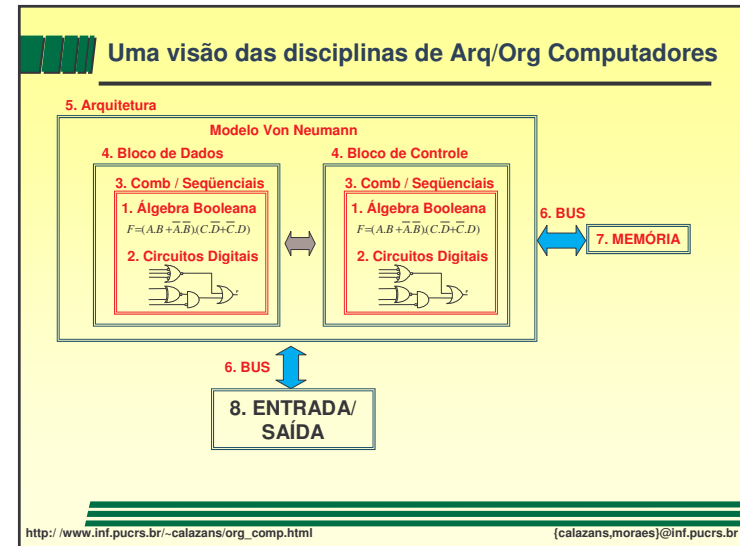 Uma visão das disciplinas de Arq/Org Computadores
5. Arquitetura
Modelo Von Neumann
4. Bloco de Dados
3. Comb / Seqüenciais
1. Álgebra Booleana
F=(A.B+A̅.B̅).(C.D̅+C̅.D)
2. Circuitos Digitais
4. Bloco de Controle
3. Comb / Seqüenciais
1. Álgebra Booleana
F=(A.B+A̅.B̅).(C.D̅+C̅.D)
2. Circuitos Digitais
6. BUS
7. MEMÓRIA
6. BUS
8. ENTRADA/
SAÍDA
http:/ /www.inf.pucrs.br/~calazans/org_comp.html
{calazans,moraes}@inf.pucrs.br